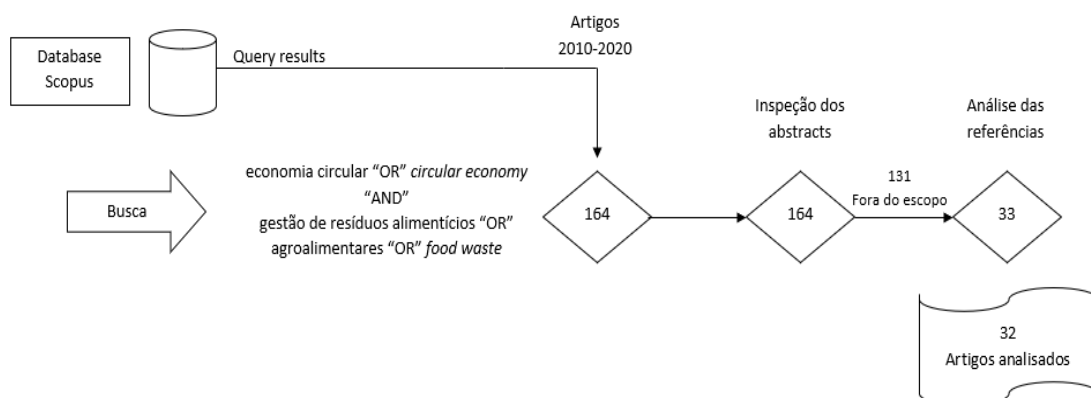 Database
Scopus
Query results
Artigos
2010-2020
Busca
economia circular “OR” circular economy
“AND”
gestão de resíduos alimentícios “OR”
agroalimentares “OR” food waste
164
Inspeção dos
abstracts
164
131
Fora do escopo
Análise das
referências
33
32
Artigos analisados